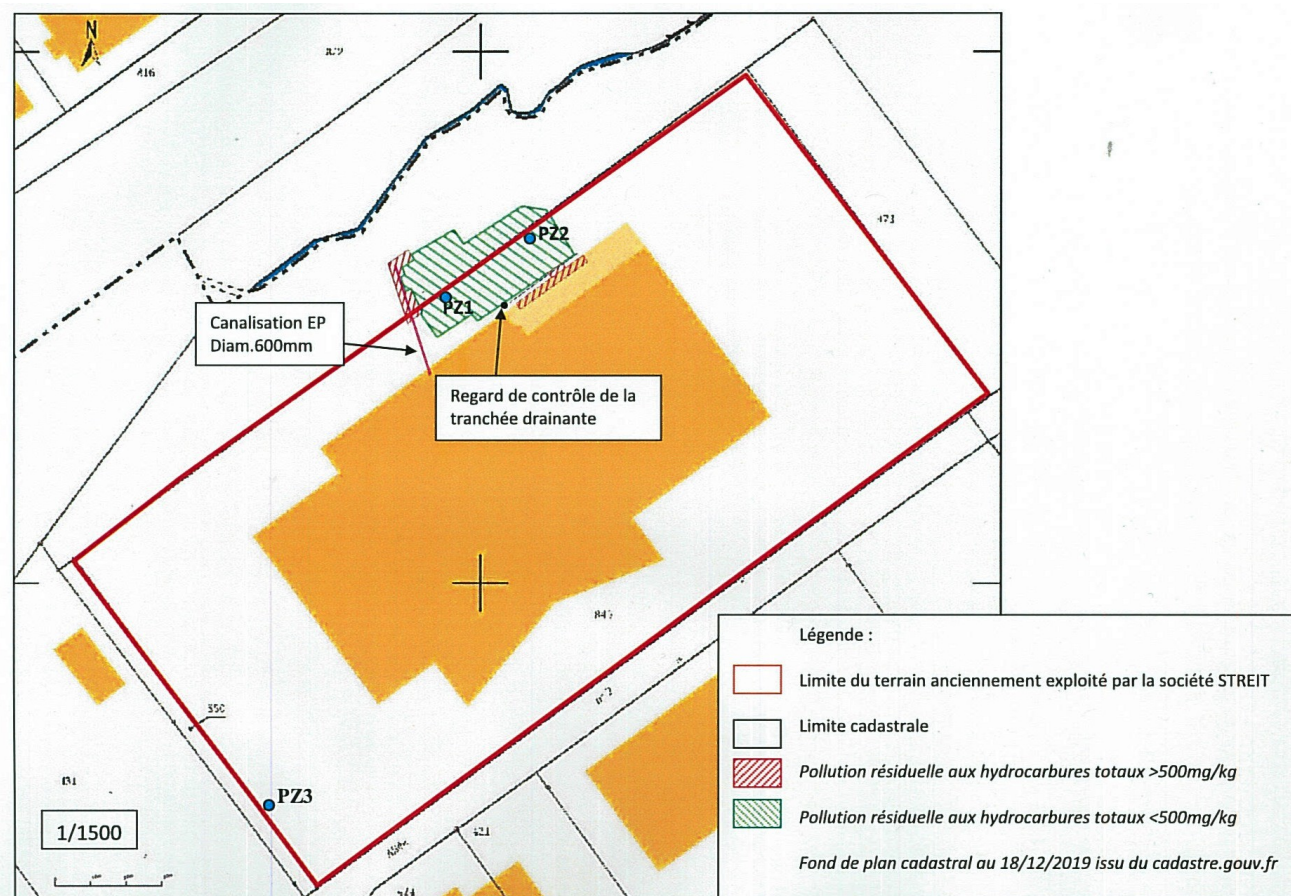 N
816
471
PZ2
PZ1
Canalisation EP
Diam.600mm
Regard de contrôle de la
tranchée drainante
550
PZ3
1/1500
421
Légende :
Limite du terrain anciennement exploité par la société STREIT
Limite cadastrale
Pollution résiduelle aux hydrocarbures totaux >500mg/kg
Pollution résiduelle aux hydrocarbures totaux <500mg/kg
Fond de plan cadastral au 18/12/2019 issu du cadastre.gouv.fr